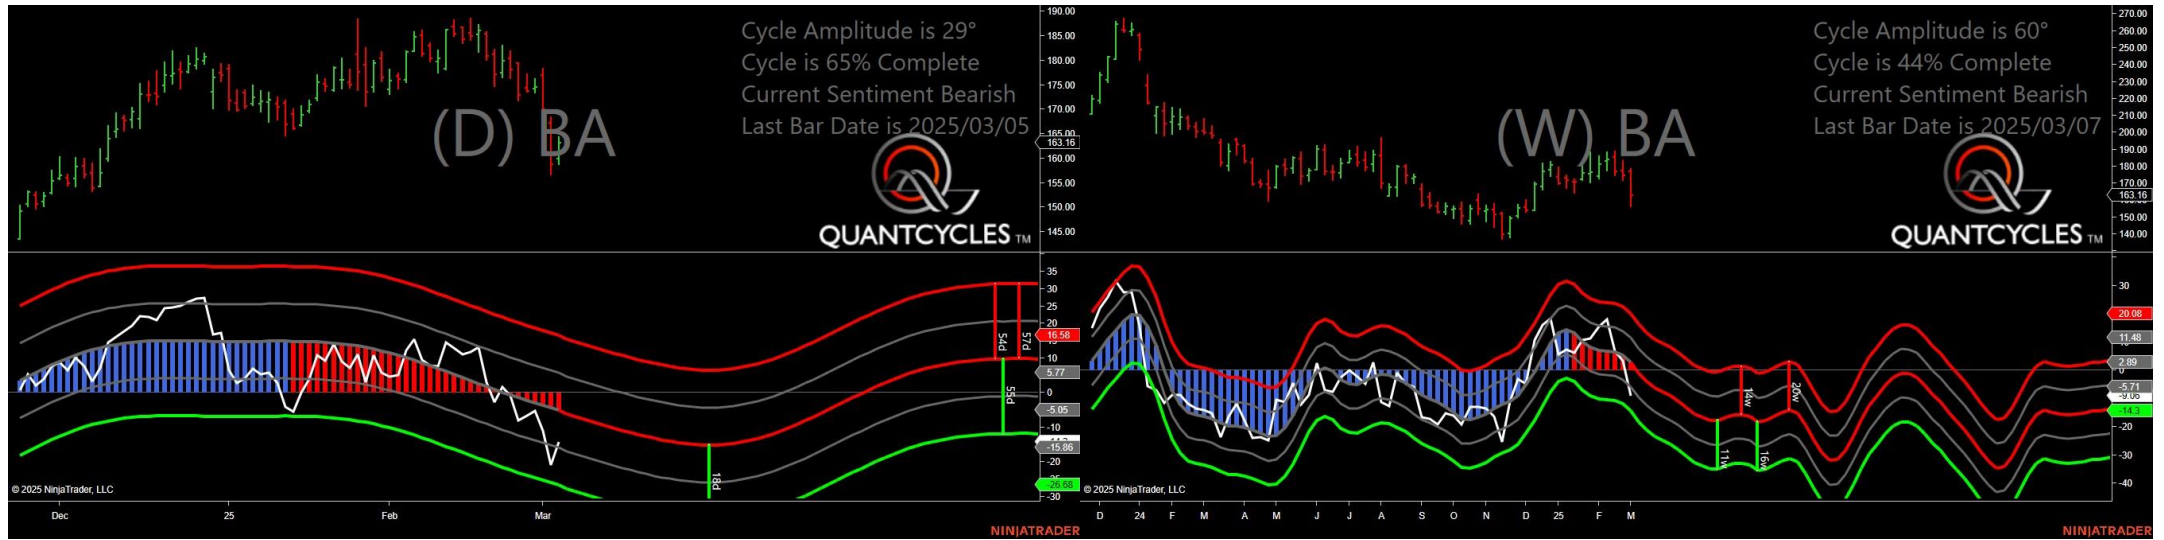 Cycle Amplitude is 29°
Cycle is 65% Complete
Current Sentiment Bearish
Last Bar Date is 2025/03/05
(D) BA
QUANTCYCLES TM
190.00
185.00
180.00
175.00
170.00
165.00
163.16
160.00
155.00
150.00
145.00
35
30
25
20
16.58
10
5.77
0
-5.05
-10
-15.86
-20
-26.68
-30
54d
57d
55d
18d
© 2025 NinjaTrader, LLC
Dec
25
Feb
Mar
NINJATRADER
Cycle Amplitude is 60°
Cycle is 44% Complete
Current Sentiment Bearish
Last Bar Date is 2025/03/07
(W) BA
QUANTCYCLES TM
270.00
260.00
250.00
240.00
230.00
220.00
210.00
200.00
190.00
180.00
170.00
163.16
150.00
140.00
30
20.08
11.48
2.89
0
-5.71
-9.06
-14.3
-20
-30
-40
14w
20w
11w
16w
© 2025 NinjaTrader, LLC
D
24
F
M
A
M
J
J
A
S
O
N
D
25
F
M
NINJATRADER